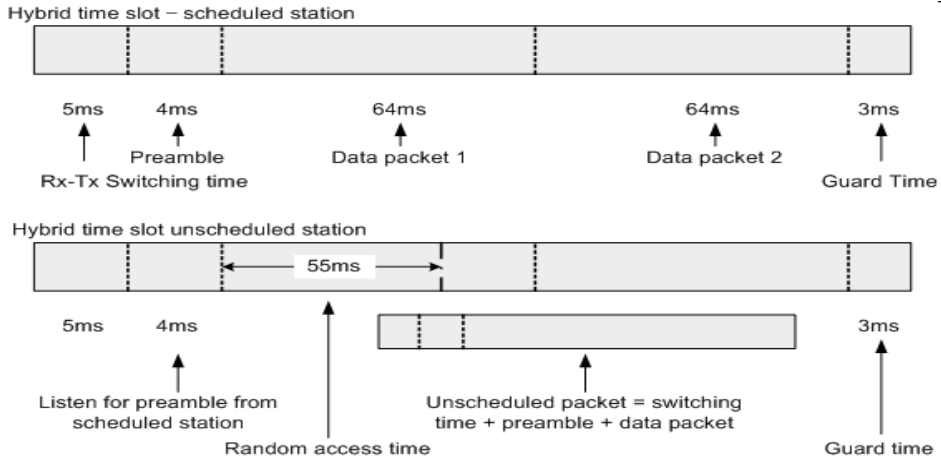 Hybrid time slot – scheduled station
5ms 4ms 64ms 64ms 3ms
Preamble Data packet 1 Data packet 2
Rx-Tx Switching time Guard Time
Hybrid time slot unscheduled station
55ms
5ms 4ms 3ms
Listen for preamble from
scheduled station
Unscheduled packet = switching
time + preamble + data packet
Random access time Guard time